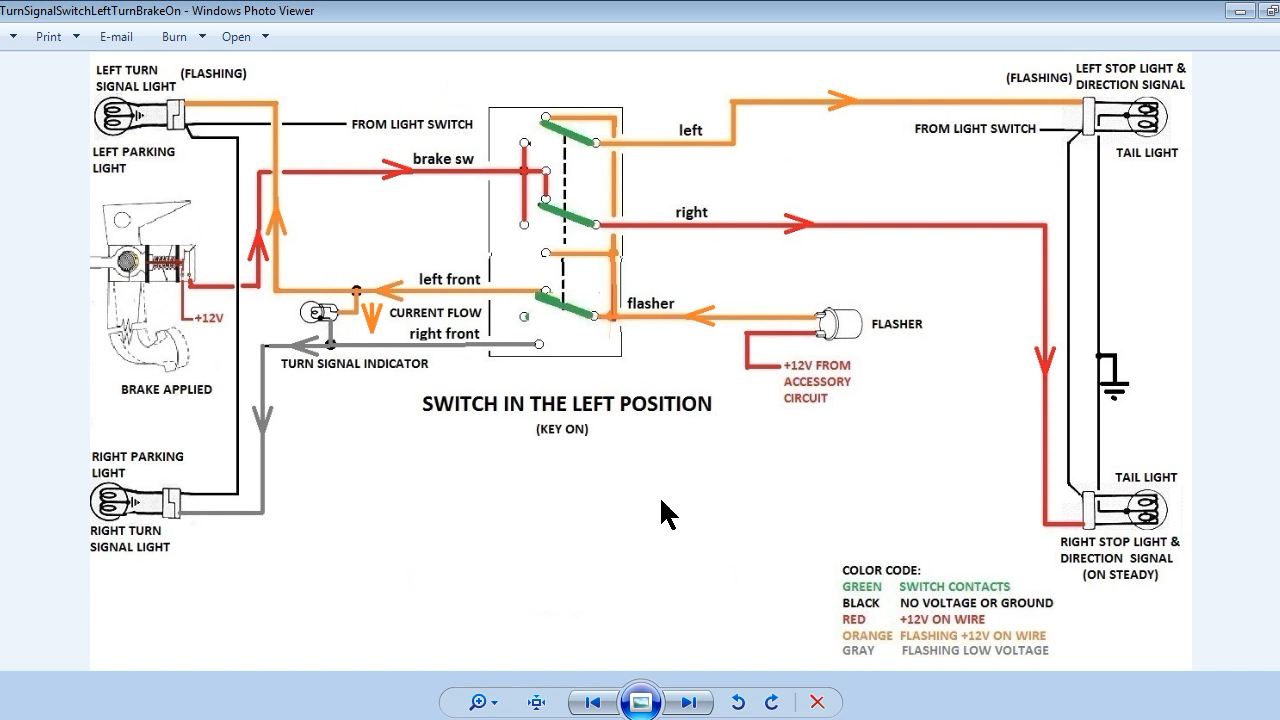 TurnSignalSwitchLeftTurnBrakeOn - Windows Photo Viewer
Print E-mail Burn Open
LEFT TURN
SIGNAL LIGHT
(FLASHING)
LEFT PARKING
LIGHT
FROM LIGHT SWITCH
brake sw
left
(FLASHING)
LEFT STOP LIGHT &
DIRECTION SIGNAL
FROM LIGHT SWITCH
TAIL LIGHT
right
+12V
BRAKE APPLIED
left front
CURRENT FLOW
right front
TURN SIGNAL INDICATOR
flasher
FLASHER
+12V FROM
ACCESSORY
CIRCUIT
SWITCH IN THE LEFT POSITION
(KEY ON)
RIGHT PARKING
LIGHT
RIGHT TURN
SIGNAL LIGHT
TAIL LIGHT
RIGHT STOP LIGHT &
DIRECTION SIGNAL
(ON STEADY)
COLOR CODE:
GREEN SWITCH CONTACTS
BLACK NO VOLTAGE OR GROUND
RED +12V ON WIRE
ORANGE FLASHING +12V ON WIRE
GRAY FLASHING LOW VOLTAGE